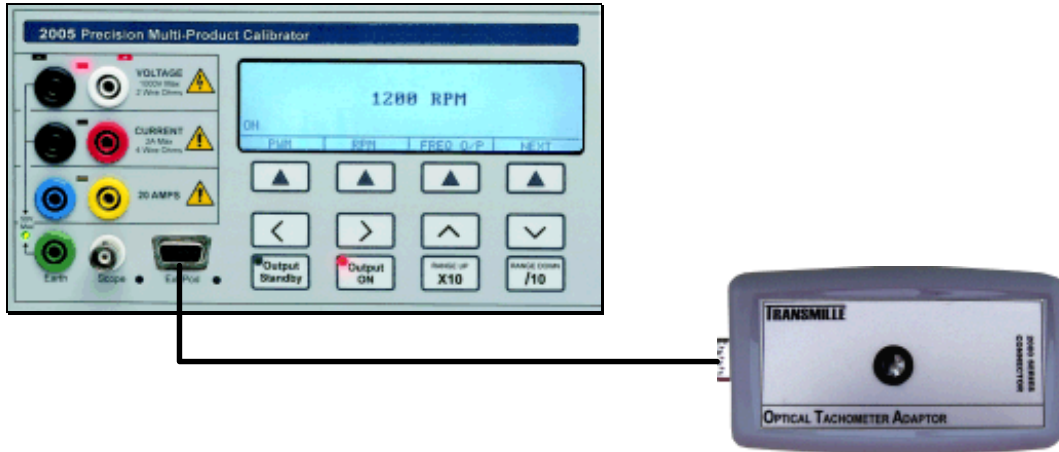 2005 Precision Multi-Product Calibrator
VOLTAGE
1000V Max
2 Wire Ohms
CURRENT
2A Max
4 Wire Ohms
20 AMPS
Max
Earth
Scope
1200 RPM
ON
PWM RPM FREQ O/P NEXT
Output
Standby
Output
ON
RANGE UP
X10
RANGE DOWN
/10
TRANSMILLE
2000 SERIES
CONNECTOR
OPTICAL TACHOMETER ADAPTOR